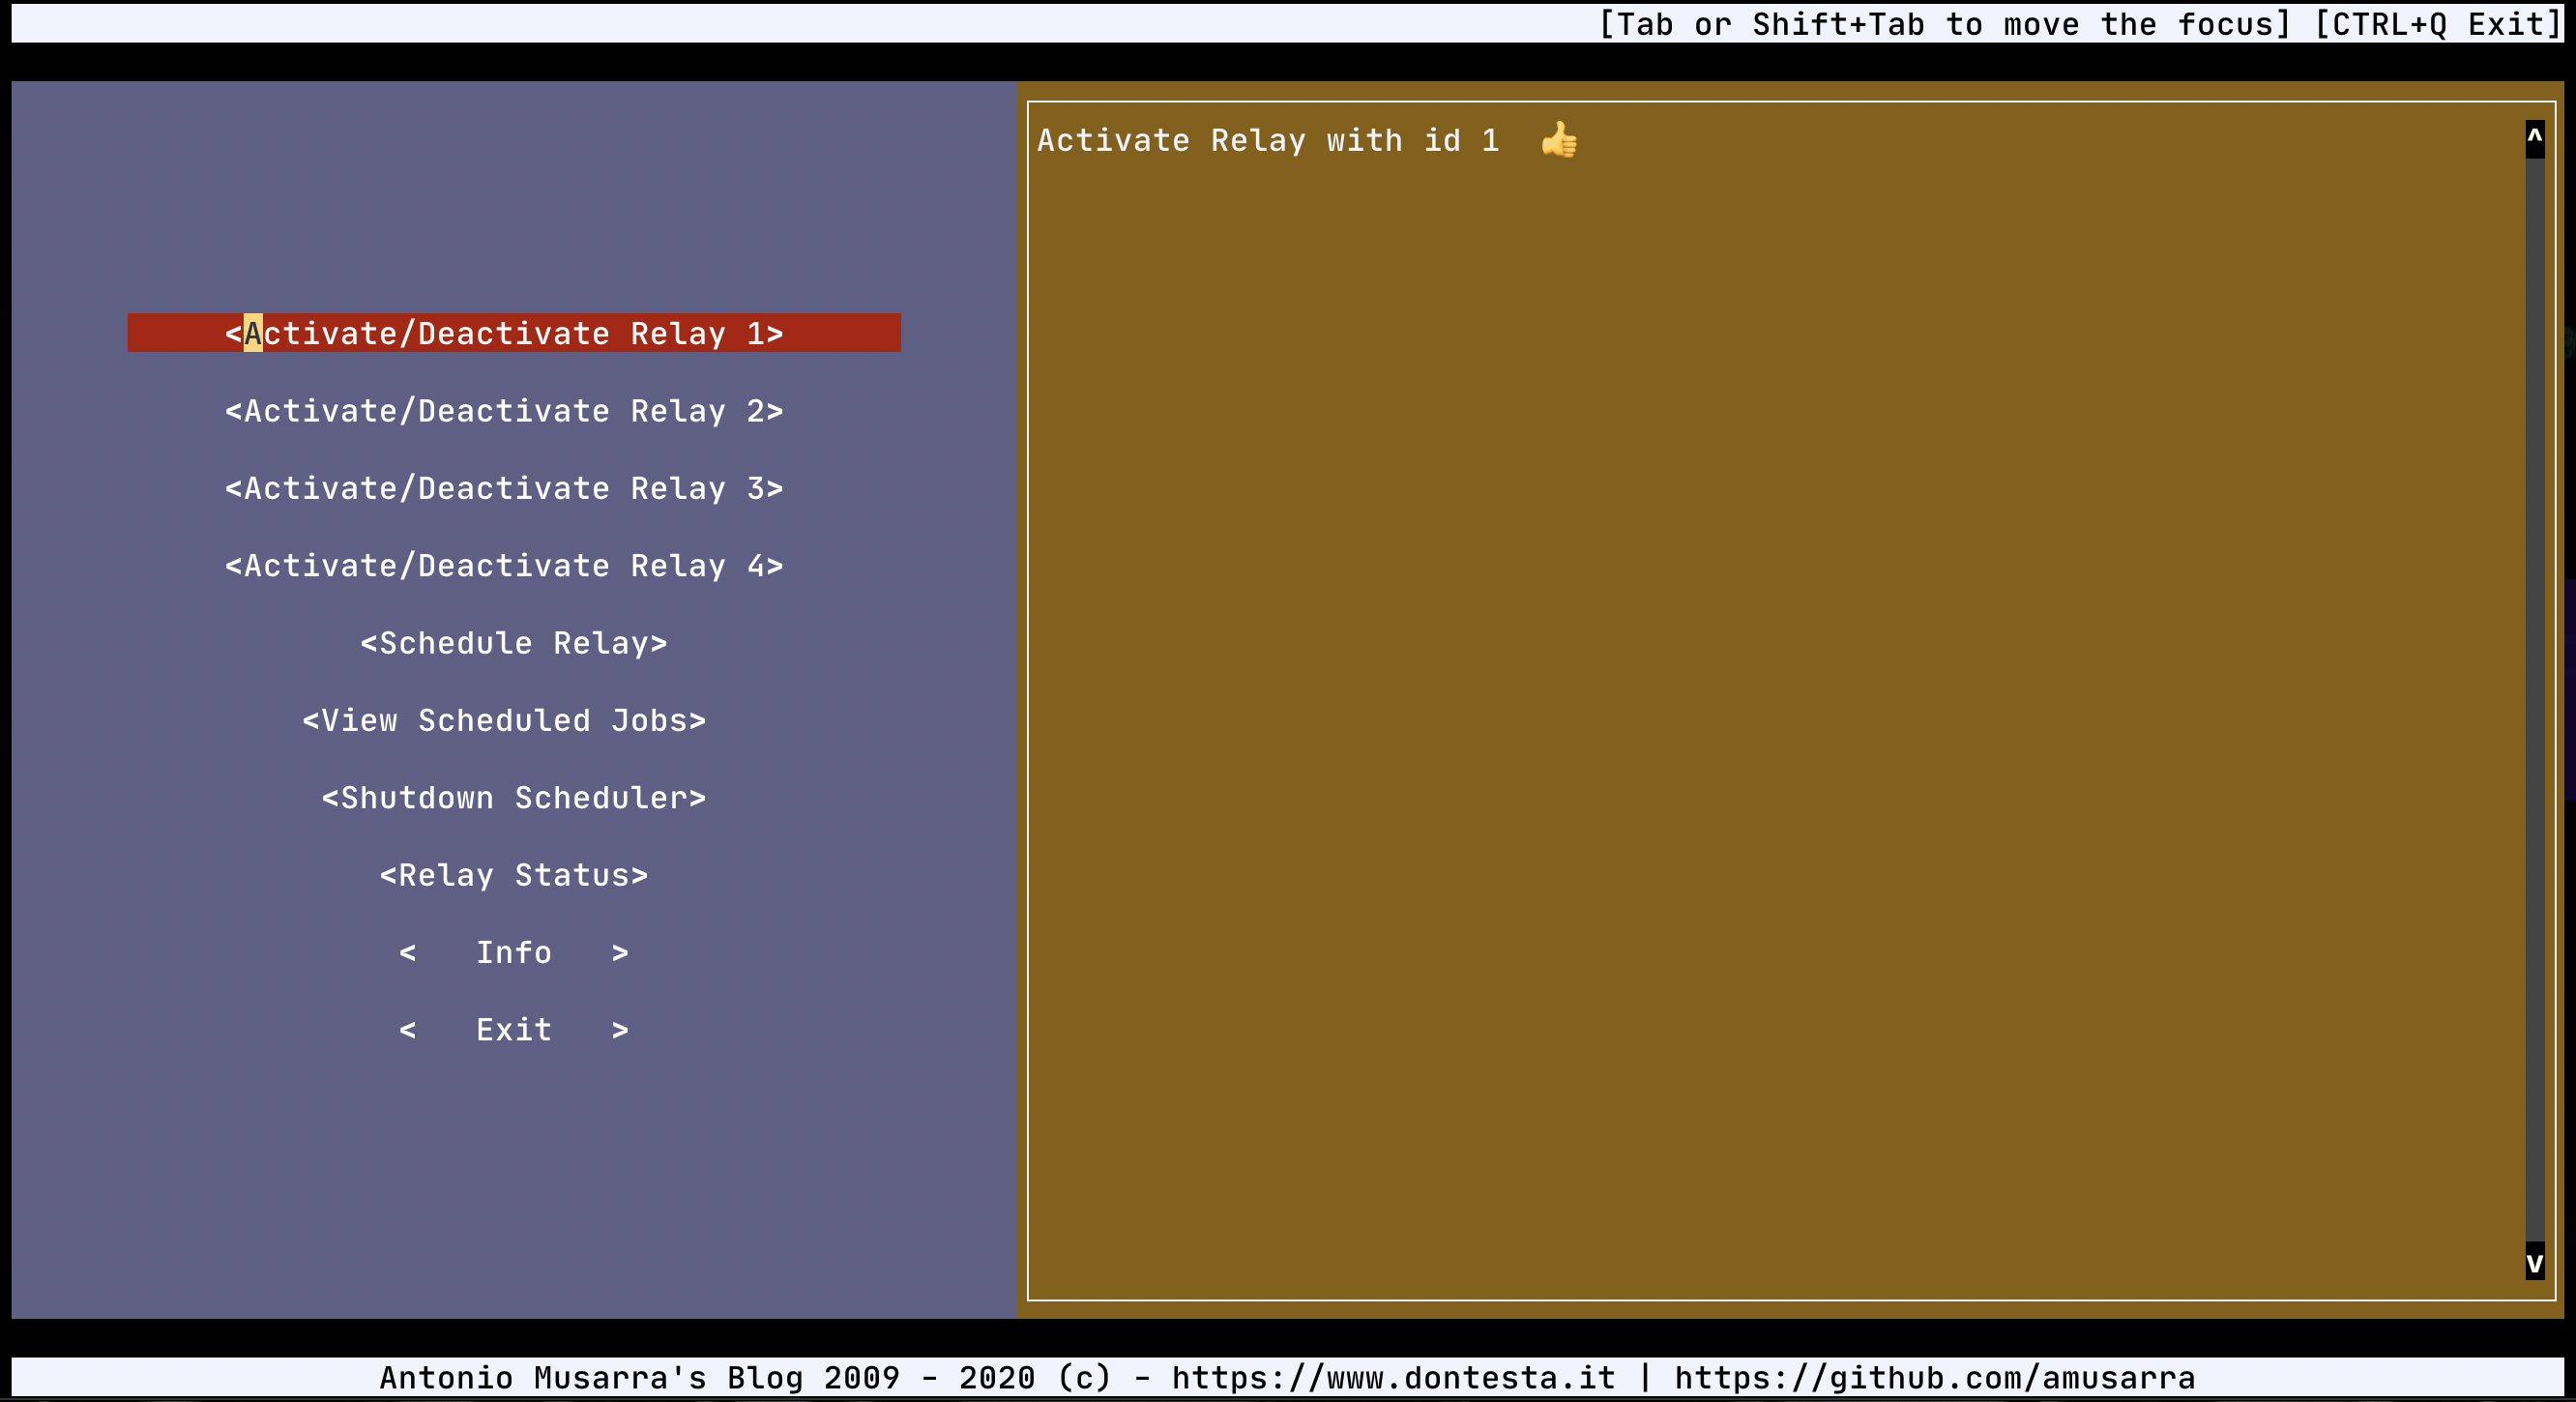 [Tab or Shift+Tab to move the focus] [CTRL+Q Exit]
<Activate/Deactivate Relay 1>
<Activate/Deactivate Relay 2>
<Activate/Deactivate Relay 3>
<Activate/Deactivate Relay 4>
<Schedule Relay>
<View Scheduled Jobs>
<Shutdown Scheduler>
<Relay Status>
<   Info   >
<   Exit   >
Activate Relay with id 1 👍
^
v
Antonio Musarra's Blog 2009 - 2020 (c) - https://www.dontesta.it | https://github.com/amusarra